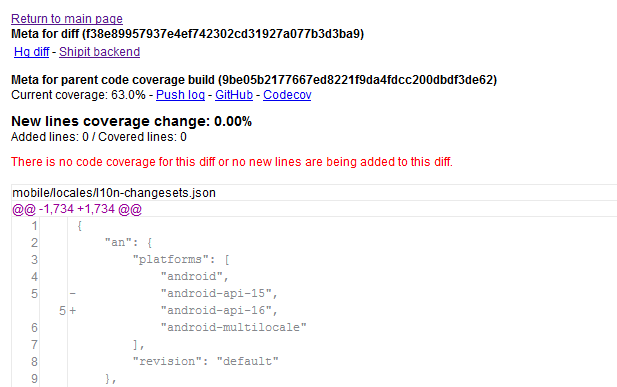 Return to main page
Meta for diff (f38e89957937e4ef742302cd31927a077b3d3ba9)
Hg diff - Shipit backend
Meta for parent code coverage build (9be05b2177667ed8221f9da4fdcc200dbdf3de62)
Current coverage: 63.0% - Push log - GitHub - Codecov
New lines coverage change: 0.00%
Added lines: 0 / Covered lines: 0
There is no code coverage for this diff or no new lines are being added to this diff.
mobile/locales/l10n-changesets.json
@@ -1,734 +1,734 @@
1 {
2 "an": {
3 "platforms": [
4 "android",
5 - "android-api-15",
5 + "android-api-16",
6 "android-multilocale"
7 ],
8 "revision": "default"
9 },